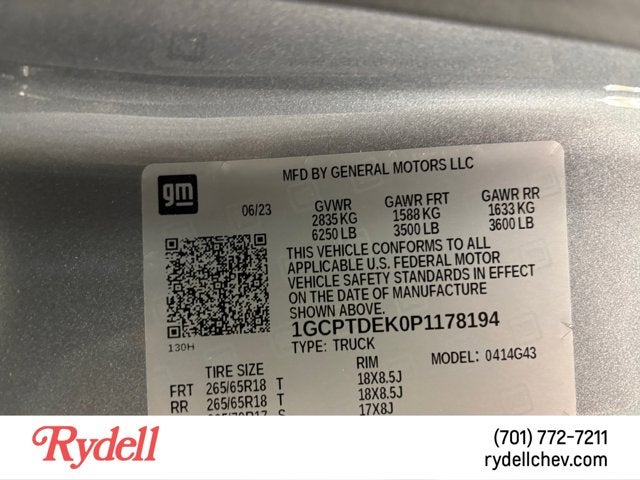 MFD BY GENERAL MOTORS LLC
gm
06/23
GVWR GAWR FRT GAWR RR
2835 KG 1588 KG 1633 KG
6250 LB 3500 LB 3600 LB
THIS VEHICLE CONFORMS TO ALL
APPLICABLE U.S. FEDERAL MOTOR
VEHICLE SAFETY STANDARDS IN EFFECT
ON THE DATE OF MANUFACTURE
SHOWN ABOVE.
1GCPTDEK0P1178194
130H
TYPE: TRUCK MODEL: 0414G43
TIRE SIZE RIM
FRT 265/65R18 T 18X8.5J
RR 265/65R18 T 18X8.5J
S 17X8J
Rydell
(701) 772-7211
rydellchev.com